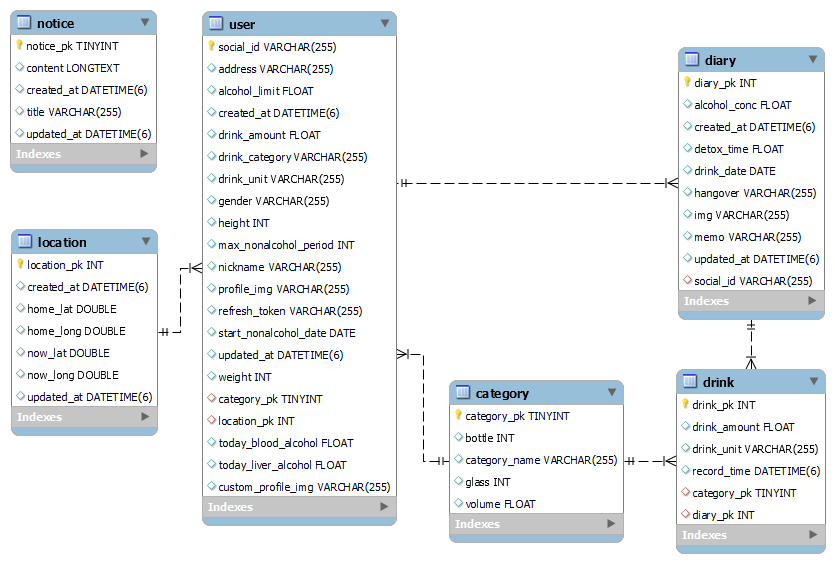 notice
notice_pk TINYINT
content LONGTEXT
created_at DATETIME(6)
title VARCHAR(255)
updated_at DATETIME(6)
Indexes
location
location_pk INT
created_at DATETIME(6)
home_lat DOUBLE
home_long DOUBLE
now_lat DOUBLE
now_long DOUBLE
updated_at DATETIME(6)
Indexes
user
social_id VARCHAR(255)
address VARCHAR(255)
alcohol_limit FLOAT
created_at DATETIME(6)
drink_amount FLOAT
drink_category VARCHAR(255)
drink_unit VARCHAR(255)
gender VARCHAR(255)
height INT
max_nonalcohol_period INT
nickname VARCHAR(255)
profile_img VARCHAR(255)
refresh_token VARCHAR(255)
start_nonalcohol_date DATE
updated_at DATETIME(6)
weight INT
category_pk TINYINT
location_pk INT
today_blood_alcohol FLOAT
today_liver_alcohol FLOAT
custom_profile_img VARCHAR(255)
Indexes
category
category_pk TINYINT
bottle INT
category_name VARCHAR(255)
glass INT
volume FLOAT
Indexes
diary
diary_pk INT
alcohol_conc FLOAT
created_at DATETIME(6)
detox_time FLOAT
drink_date DATE
hangover VARCHAR(255)
img VARCHAR(255)
memo VARCHAR(255)
updated_at DATETIME(6)
social_id VARCHAR(255)
Indexes
drink
drink_pk INT
drink_amount FLOAT
drink_unit VARCHAR(255)
record_time DATETIME(6)
category_pk TINYINT
diary_pk INT
Indexes